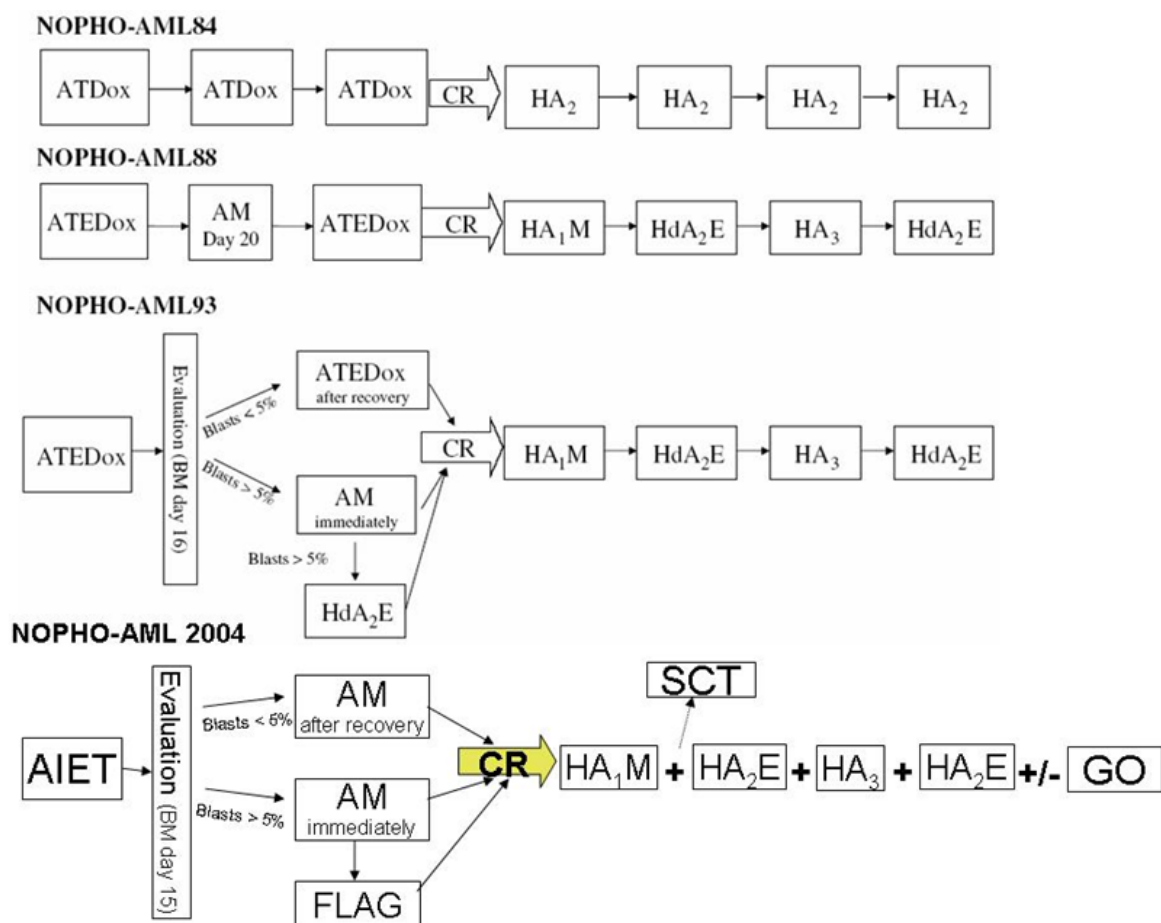 NOPHO-AML84
ATDox ATDox ATDox CR HA₂ HA₂ HA₂ HA₂
NOPHO-AML88
ATEDox AM ATEDox CR HA₁M HdA₂E HA₃ HdA₂E
Day 20
NOPHO-AML93
ATEDox
Evaluation (BM day 16)
Blasts < 5%
ATEDox
after recovery
Blasts > 5%
AM
immediately
Blasts > 5%
HdA₂E
CR HA₁M HdA₂E HA₃ HdA₂E
NOPHO-AML 2004
AIET
Evaluation (BM day 15)
Blasts < 5%
AM
after recovery
Blasts > 5%
AM
immediately
FLAG
SCT
CR HA₁M + HA₂E + HA₃ + HA₂E +/- GO